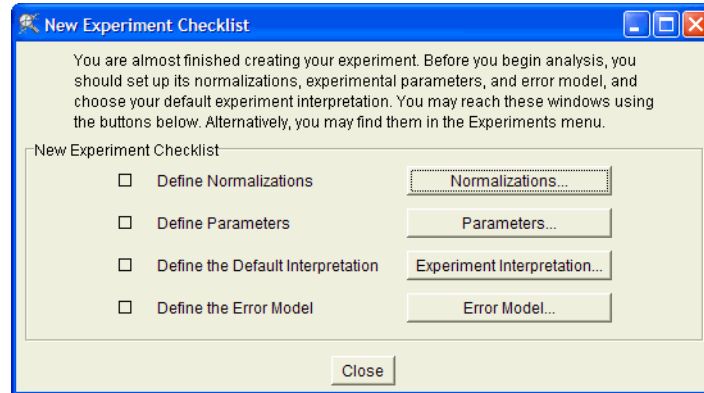 New Experiment Checklist
You are almost finished creating your experiment. Before you begin analysis, you
should set up its normalizations, experimental parameters, and error model, and
choose your default experiment interpretation. You may reach these windows using
the buttons below. Alternatively, you may find them in the Experiments menu.
New Experiment Checklist
Define Normalizations Normalizations...
Define Parameters Parameters...
Define the Default Interpretation Experiment Interpretation...
Define the Error Model Error Model...
Close